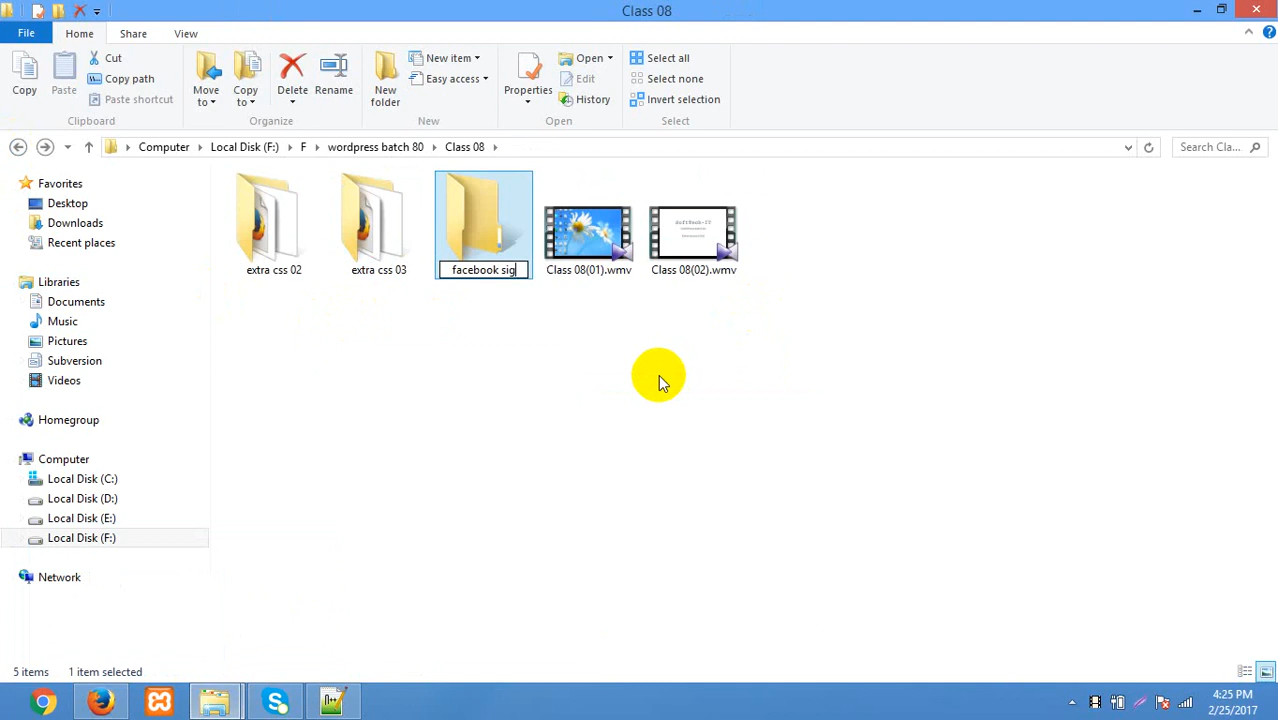 Class 08
File Home Share View
Copy
Paste
Cut
Copy path
Paste shortcut
Clipboard
Move to
Copy to
Delete
Rename
Organize
New folder
New item
Easy access
New
Properties
Open
Edit
History
Open
Select all
Select none
Invert selection
Select
Computer Local Disk (F:) F wordpress batch 80 Class 08
Search Cla...
Favorites
Desktop
Downloads
Recent places
Libraries
Documents
Music
Pictures
Subversion
Videos
Homegroup
Computer
Local Disk (C:)
Local Disk (D:)
Local Disk (E:)
Local Disk (F:)
Network
extra css 02
extra css 03
facebook sig
Class 08(01).wmv
Class 08(02).wmv
SoftTech-IT
5 items 1 item selected
4:25 PM
2/25/2017